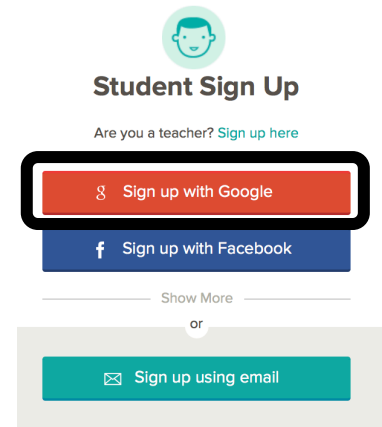 Student Sign Up
Are you a teacher? Sign up here
g Sign up with Google
f Sign up with Facebook
Show More
or
Sign up using email